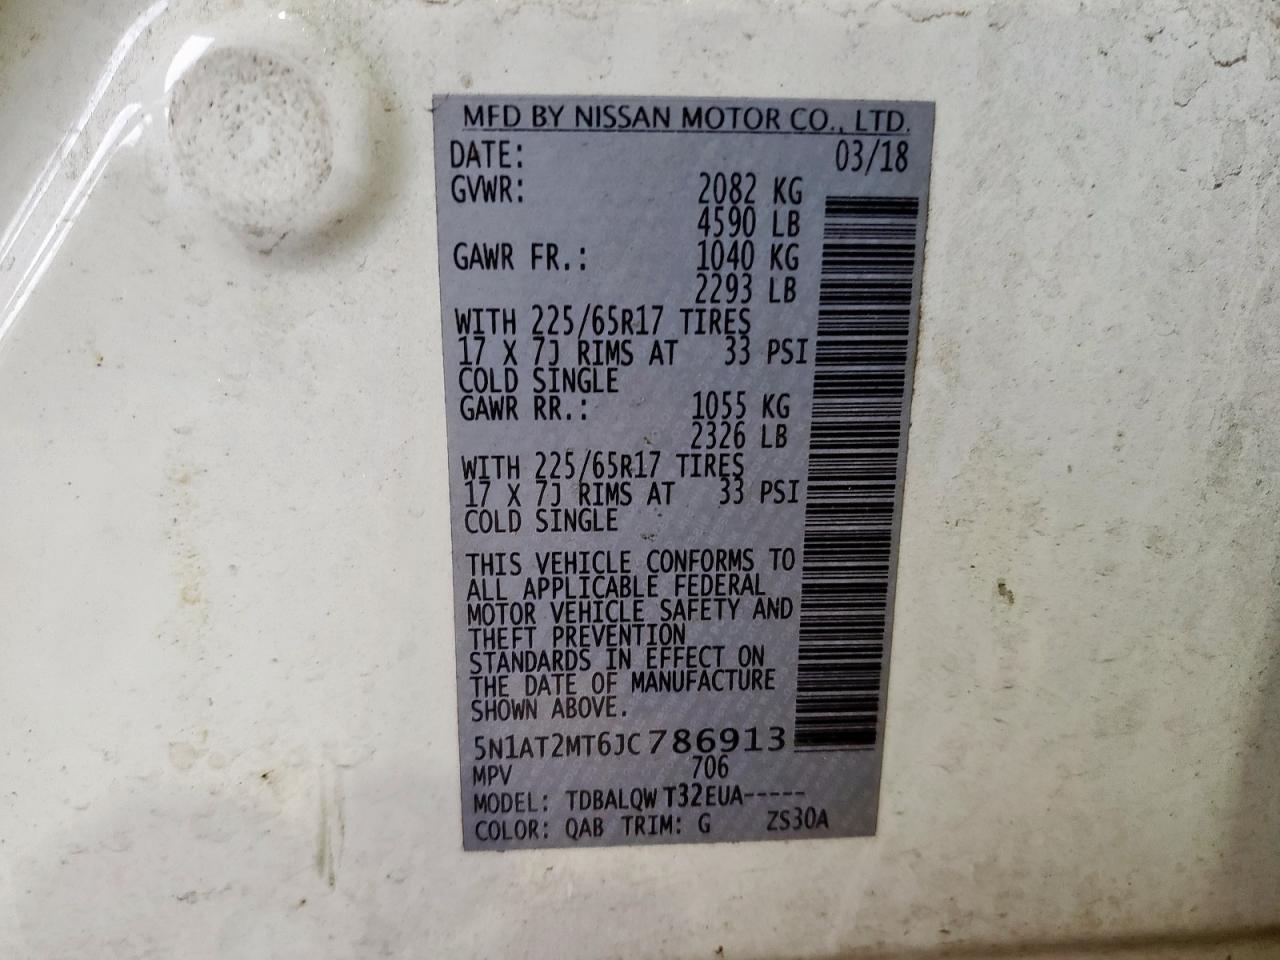 MFD BY NISSAN MOTOR CO., LTD.
DATE: 03/18
GVWR: 2082 KG
4590 LB
GAWR FR.: 1040 KG
2293 LB
WITH 225/65R17 TIRES
17 X 7J RIMS AT 33 PSI
COLD SINGLE
GAWR RR.: 1055 KG
2326 LB
WITH 225/65R17 TIRES
17 X 7J RIMS AT 33 PSI
COLD SINGLE
THIS VEHICLE CONFORMS TO
ALL APPLICABLE FEDERAL
MOTOR VEHICLE SAFETY AND
THEFT PREVENTION
STANDARDS IN EFFECT ON
THE DATE OF MANUFACTURE
SHOWN ABOVE.
5N1AT2MT6JC786913
MPV 706
MODEL: TDBALQW T32EUA-----
COLOR: QAB TRIM: G ZS30A